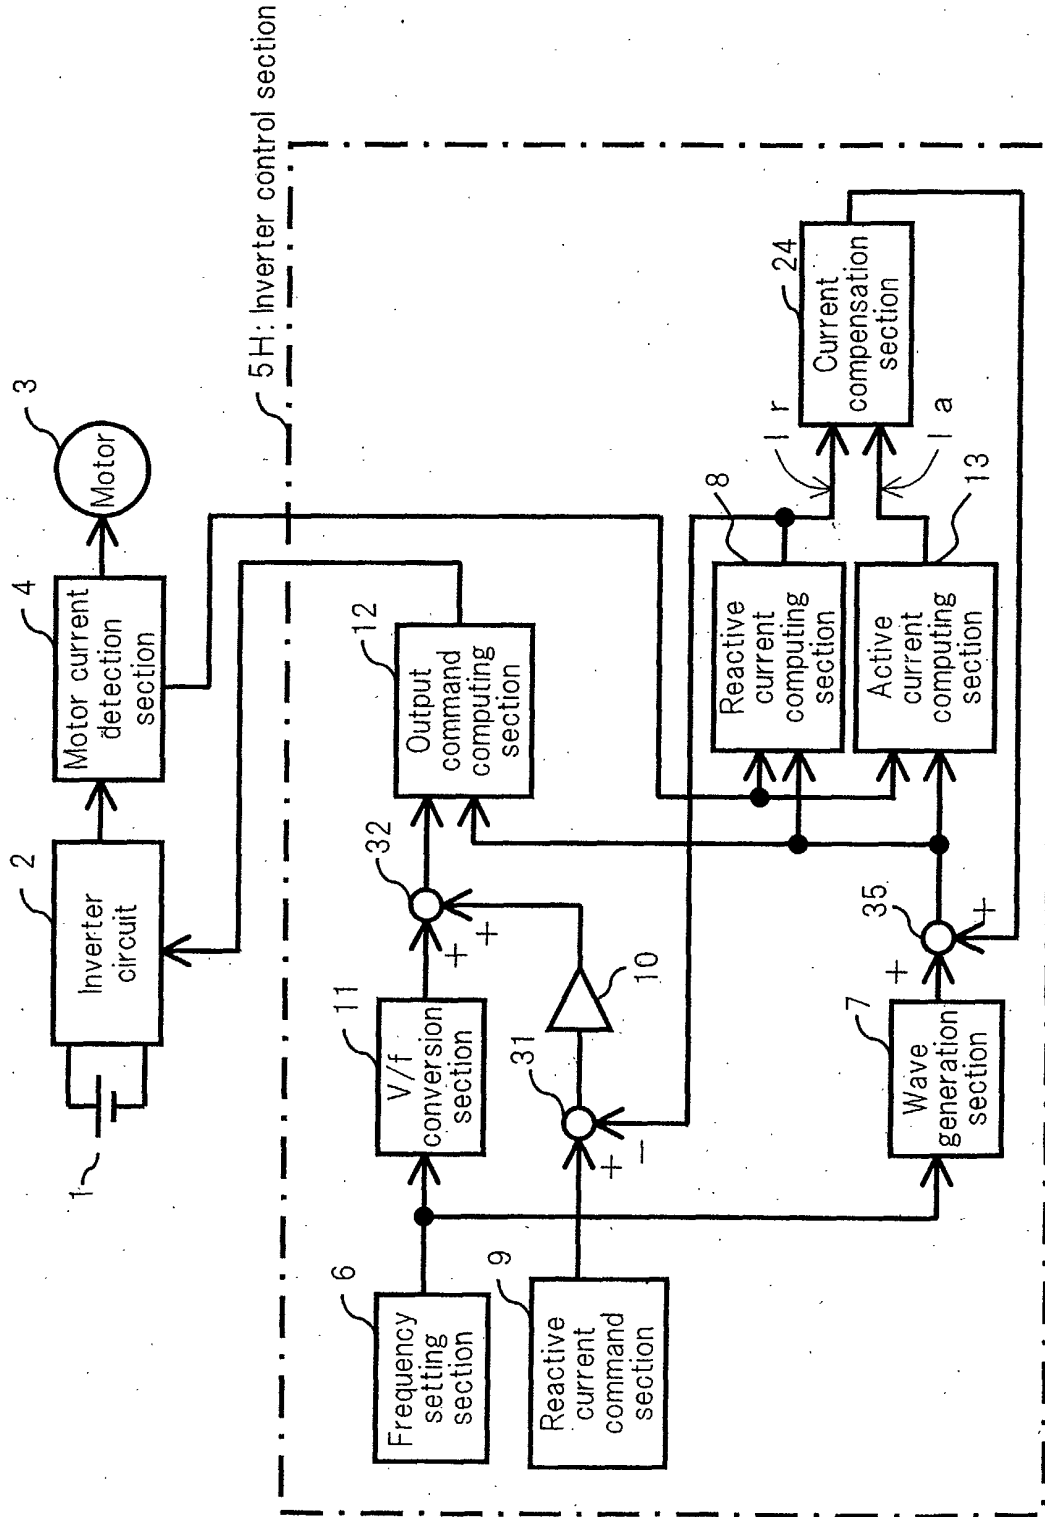 1
2
Inverter
circuit
4
Motor current
detection
section
3
Motor
5H: Inverter control section
6
Frequency
setting
section
11
V/f
conversion
section
32
+
+
12
Output
command
computing
section
9
Reactive
current
command
section
31
+
−
10
8
Reactive
current
computing
section
I r
24
Current
compensation
section
I a
13
Active
current
computing
section
7
Wave
generation
section
35
+
+